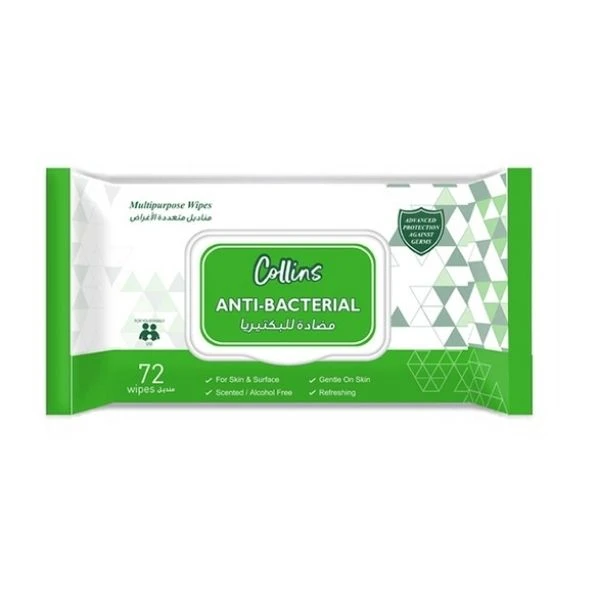 Multipurpose Wipes
مناديل متعددة الأغراض
ADVANCED
PROTECTION
AGAINST
GERMS
Collins
ANTI-BACTERIAL
مضادة للبكتيريا
72
wipes منديل
✓ For Skin & Surface
✓ Gentle On Skin
✓ Scented / Alcohol Free
✓ Refreshing